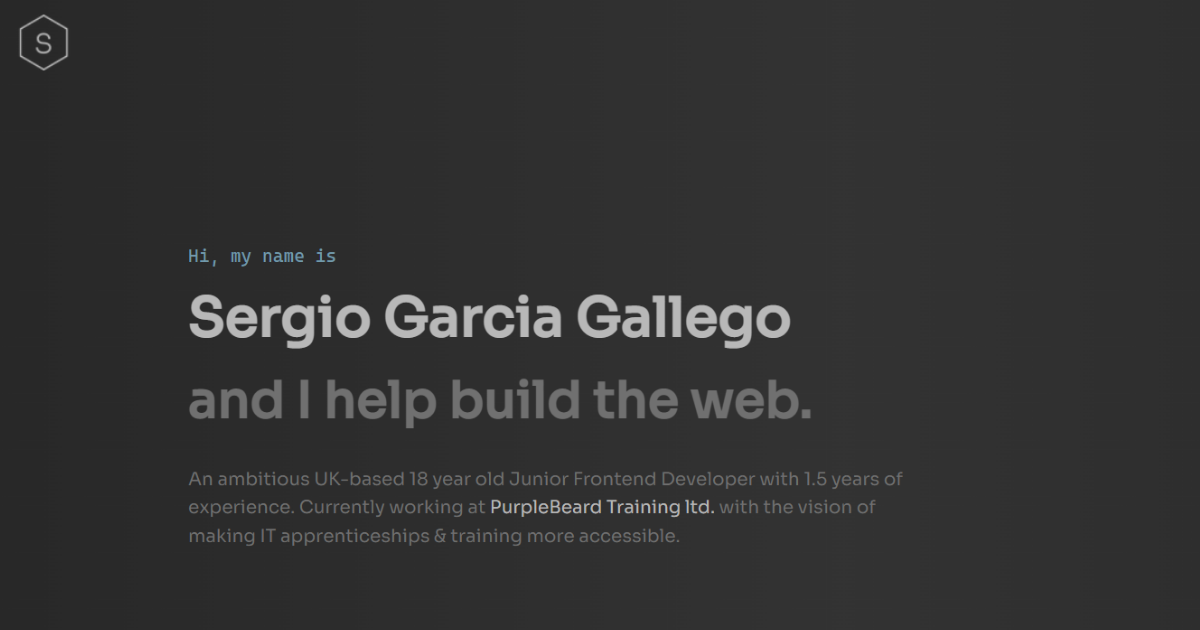 S
Hi, my name is
Sergio Garcia Gallego
and I help build the web.
An ambitious UK-based 18 year old Junior Frontend Developer with 1.5 years of
experience. Currently working at PurpleBeard Training ltd. with the vision of
making IT apprenticeships & training more accessible.